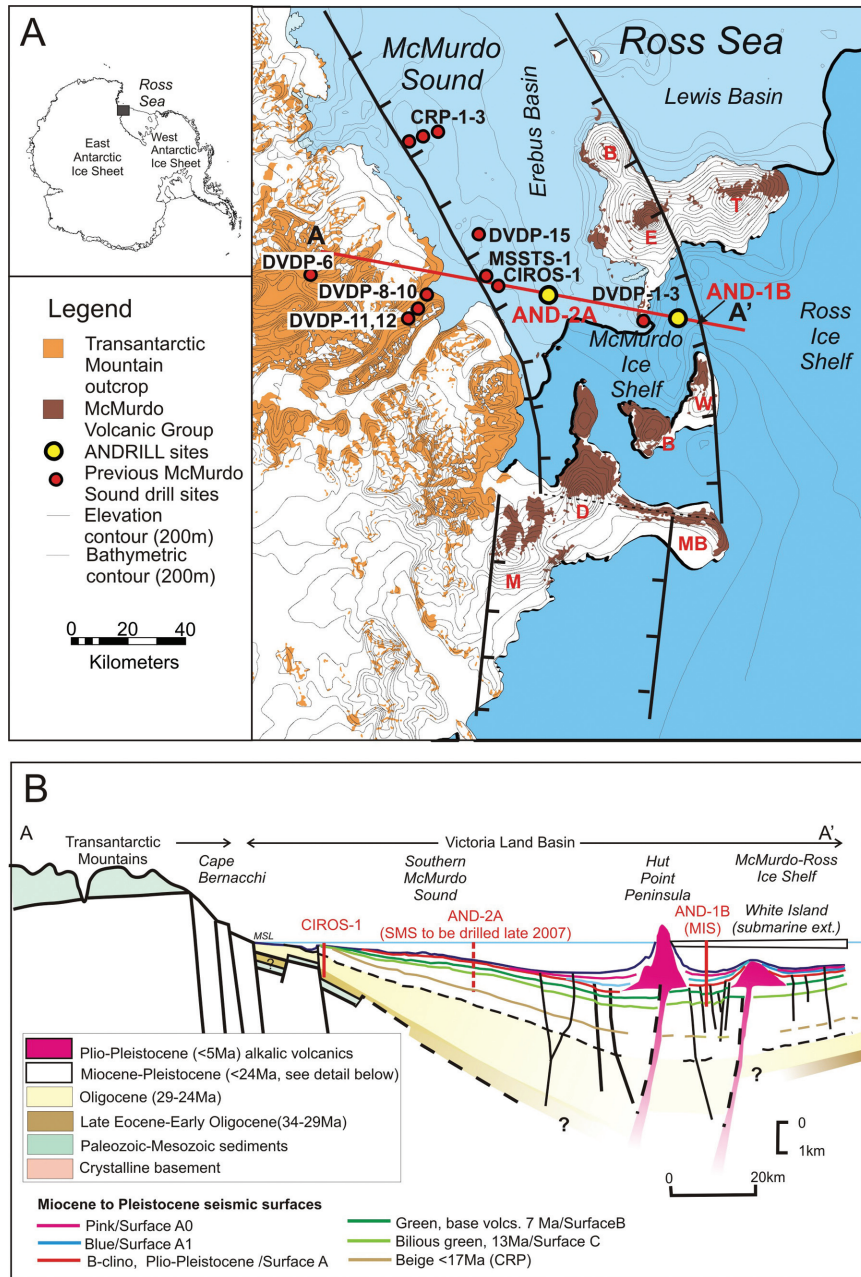 A
Ross
Sea
East
Antarctic
Ice Sheet
West
Antarctic
Ice Sheet
Legend
Transantarctic
Mountain
outcrop
McMurdo
Volcanic Group
ANDRILL sites
Previous McMurdo
Sound drill sites
Elevation
contour (200m)
Bathymetric
contour (200m)
0 20 40
Kilometers
McMurdo
Sound
Ross Sea
Lewis Basin
Erebus Basin
CRP-1-3
B
T
E
A
DVDP-6
DVDP-15
MSSTS-1
CIROS-1
DVDP-8-10
DVDP-11,12
AND-2A
DVDP-1-3
AND-1B
A'
McMurdo
Ice
Shelf
Ross
Ice
Shelf
W
B
D
MB
M
B
A
A'
Transantarctic
Mountains
Victoria Land Basin
Cape
Bernacchi
Southern
McMurdo
Sound
Hut
Point
Peninsula
McMurdo-Ross
Ice Shelf
MSL
CIROS-1
AND-2A
(SMS to be drilled late 2007)
AND-1B
(MIS)
White Island
(submarine ext.)
?
?
?
Plio-Pleistocene (<5Ma) alkalic volcanics
Miocene-Pleistocene (<24Ma, see detail below)
Oligocene (29-24Ma)
Late Eocene-Early Oligocene(34-29Ma)
Paleozoic-Mesozoic sediments
Crystalline basement
0
1km
0 20km
Miocene to Pleistocene seismic surfaces
Pink/Surface A0
Blue/Surface A1
B-clino, Plio-Pleistocene /Surface A
Green, base volcs. 7 Ma/SurfaceB
Bilious green, 13Ma/Surface C
Beige <17Ma (CRP)